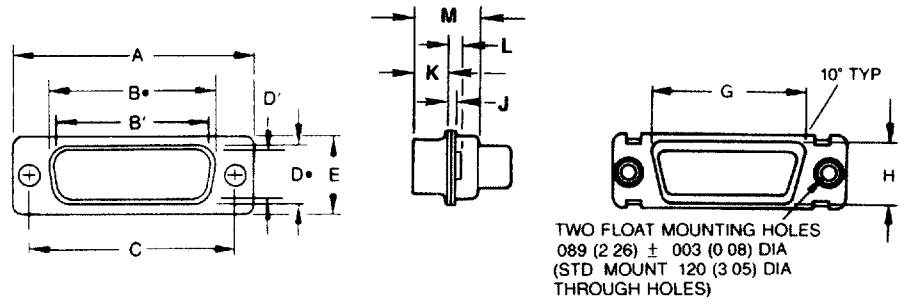 A
B•
B'
D'
D•
E
C
M
L
K
J
10° TYP
G
H
TWO FLOAT MOUNTING HOLES
089 (2 26) ± 003 (0 08) DIA
(STD MOUNT 120 (3 05) DIA
THROUGH HOLES)